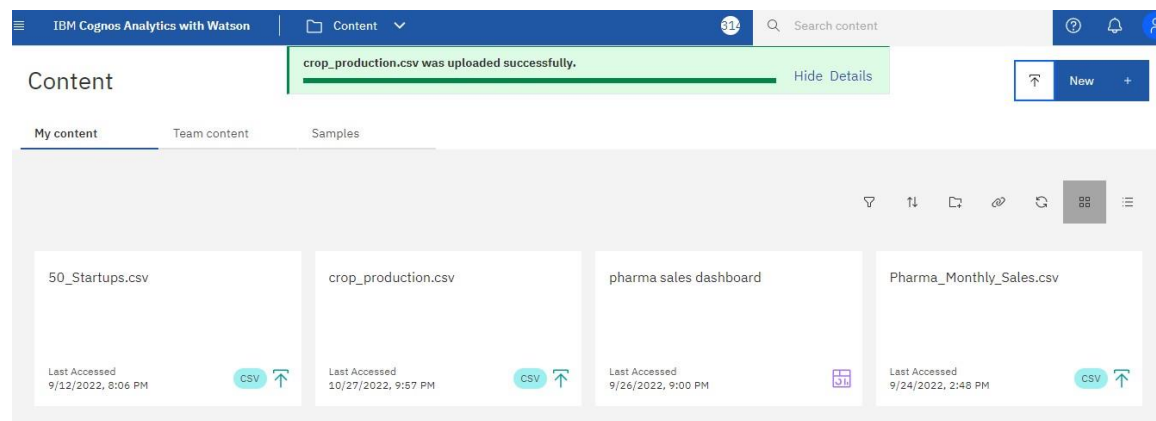 IBM Cognos Analytics with Watson
Content
314
Search content
crop_production.csv was uploaded successfully.
Hide Details
Content
New +
My content
Team content
Samples
50_Startups.csv
Last Accessed
9/12/2022, 8:06 PM
CSV
crop_production.csv
Last Accessed
10/27/2022, 9:57 PM
CSV
pharma sales dashboard
Last Accessed
9/26/2022, 9:00 PM
Pharma_Monthly_Sales.csv
Last Accessed
9/24/2022, 2:48 PM
CSV